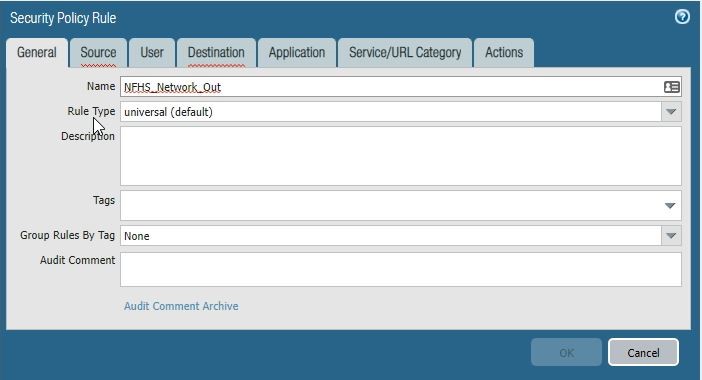 Security Policy Rule
General Source User Destination Application Service/URL Category Actions
Name NFHS_Network_Out
Rule Type universal (default)
Description
Tags
Group Rules By Tag None
Audit Comment
Audit Comment Archive
OK Cancel